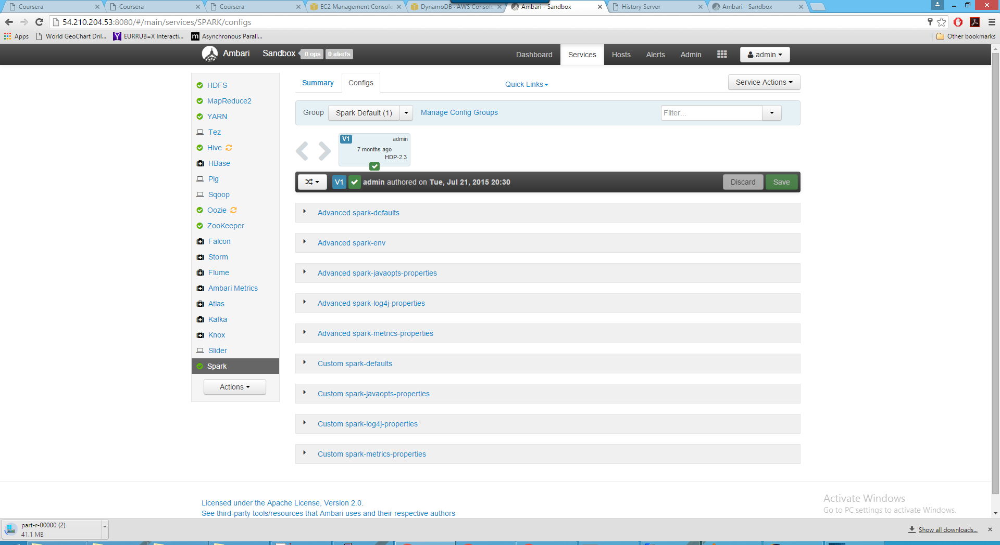 Coursera
Coursera
Coursera
EC2 Management Console
DynamoDB · AWS Console
Ambari - Sandbox
History Server
Ambari - Sandbox
54.210.204.53:8080/#/main/services/SPARK/configs
Apps
World GeoChart Dril...
EURRUB=X Interacti...
m
Asynchronous Parall...
Other bookmarks
Ambari
Sandbox
0 ops
0 alerts
Dashboard
Services
Hosts
Alerts
Admin
admin
HDFS
MapReduce2
YARN
Tez
Hive
HBase
Pig
Sqoop
Oozie
ZooKeeper
Falcon
Storm
Flume
Ambari Metrics
Atlas
Kafka
Knox
Slider
Spark
Actions
Summary
Configs
Quick Links
Service Actions
Group
Spark Default (1)
Manage Config Groups
Filter...
V1
admin
7 months ago
HDP-2.3
V1
admin authored on Tue, Jul 21, 2015 20:30
Discard
Save
Advanced spark-defaults
Advanced spark-env
Advanced spark-javaopts-properties
Advanced spark-log4j-properties
Advanced spark-metrics-properties
Custom spark-defaults
Custom spark-javaopts-properties
Custom spark-log4j-properties
Custom spark-metrics-properties
Licensed under the Apache License, Version 2.0.
See third-party tools/resources that Ambari uses and their respective authors
Activate Windows
Go to PC settings to activate Windows.
part-r-00000 (2)
41.1 MB
Show all downloads...